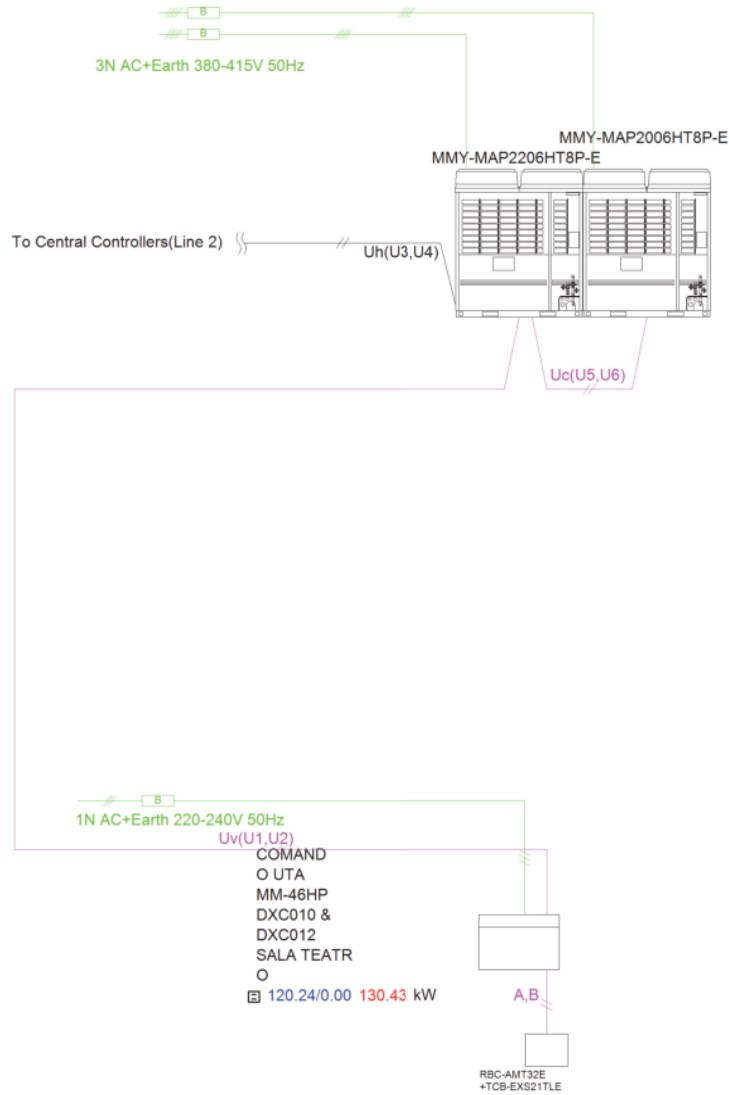 B
B
3N AC+Earth 380-415V 50Hz
MMY-MAP2006HT8P-E
MMY-MAP2206HT8P-E
To Central Controllers(Line 2)
Uh(U3,U4)
Uc(U5,U6)
B
1N AC+Earth 220-240V 50Hz
Uv(U1,U2)
COMAND
O UTA
MM-46HP
DXC010 &
DXC012
SALA TEATR
O
120.24/0.00 130.43 kW
A,B
RBC-AMT32E
+TCB-EXS21TLE